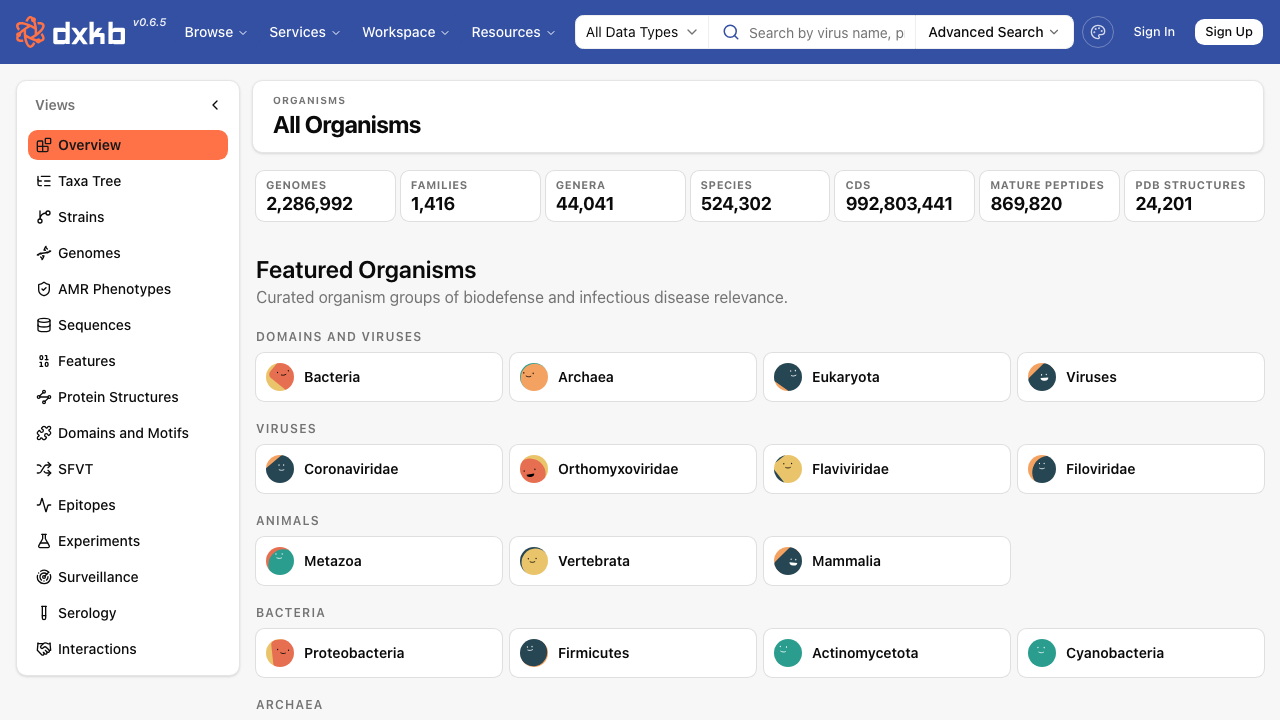 dxkb v0.6.5 Browse Services Workspace Resources All Data Types Search by virus name, p Advanced Search Sign In Sign Up
Views
Overview
Taxa Tree
Strains
Genomes
AMR Phenotypes
Sequences
Features
Protein Structures
Domains and Motifs
SFVT
Epitopes
Experiments
Surveillance
Serology
Interactions
ORGANISMS
All Organisms
GENOMES FAMILIES GENERA SPECIES CDS MATURE PEPTIDES PDB STRUCTURES
2,286,992 1,416 44,041 524,302 992,803,441 869,820 24,201
Featured Organisms
Curated organism groups of biodefense and infectious disease relevance.
DOMAINS AND VIRUSES
Bacteria Archaea Eukaryota Viruses
VIRUSES
Coronaviridae Orthomyxoviridae Flaviviridae Filoviridae
ANIMALS
Metazoa Vertebrata Mammalia
BACTERIA
Proteobacteria Firmicutes Actinomycetota Cyanobacteria
ARCHAEA